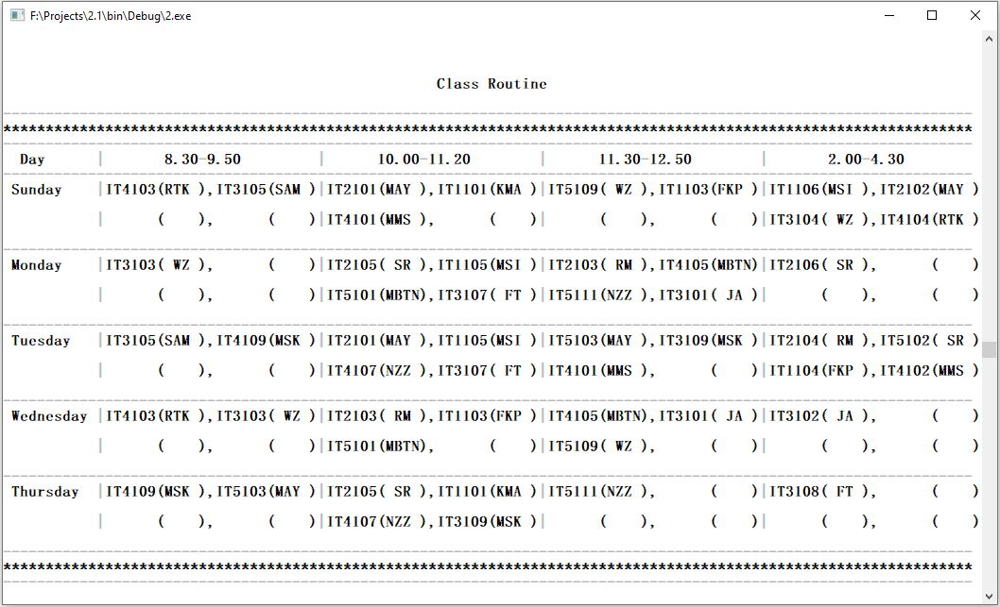 F:\Projects\2.1\bin\Debug\2.exe
Class Routine
--------------------------------------------------------------------------------------------------------------------
******************************************************************************************************************
--------------------------------------------------------------------------------------------------------------------
Day | 8.30-9.50 | 10.00-11.20 | 11.30-12.50 | 2.00-4.30
--------------------------------------------------------------------------------------------------------------------
Sunday |IT4103(RTK ),IT3105(SAM )|IT2101(MAY ),IT1101(KMA )|IT5109( WZ ),IT1103(FKP )|IT1106(MSI ),IT2102(MAY )
| ( ), ( )|IT4101(MMS ), ( )| ( ), ( )|IT3104( WZ ),IT4104(RTK )
--------------------------------------------------------------------------------------------------------------------
Monday |IT3103( WZ ), ( )|IT2105( SR ),IT1105(MSI )|IT2103( RM ),IT4105(MBTN)|IT2106( SR ), ( )
| ( ), ( )|IT5101(MBTN),IT3107( FT )|IT5111(NZZ ),IT3101( JA )| ( ), ( )
--------------------------------------------------------------------------------------------------------------------
Tuesday |IT3105(SAM ),IT4109(MSK )|IT2101(MAY ),IT1105(MSI )|IT5103(MAY ),IT3109(MSK )|IT2104( RM ),IT5102( SR )
| ( ), ( )|IT4107(NZZ ),IT3107( FT )|IT4101(MMS ), ( )|IT1104(FKP ),IT4102(MMS )
--------------------------------------------------------------------------------------------------------------------
Wednesday |IT4103(RTK ),IT3103( WZ )|IT2103( RM ),IT1103(FKP )|IT4105(MBTN),IT3101( JA )|IT3102( JA ), ( )
| ( ), ( )|IT5101(MBTN), ( )|IT5109( WZ ), ( )| ( ), ( )
--------------------------------------------------------------------------------------------------------------------
Thursday |IT4109(MSK ),IT5103(MAY )|IT2105( SR ),IT1101(KMA )|IT5111(NZZ ), ( )|IT3108( FT ), ( )
| ( ), ( )|IT4107(NZZ ),IT3109(MSK )| ( ), ( )| ( ), ( )
--------------------------------------------------------------------------------------------------------------------
******************************************************************************************************************
--------------------------------------------------------------------------------------------------------------------